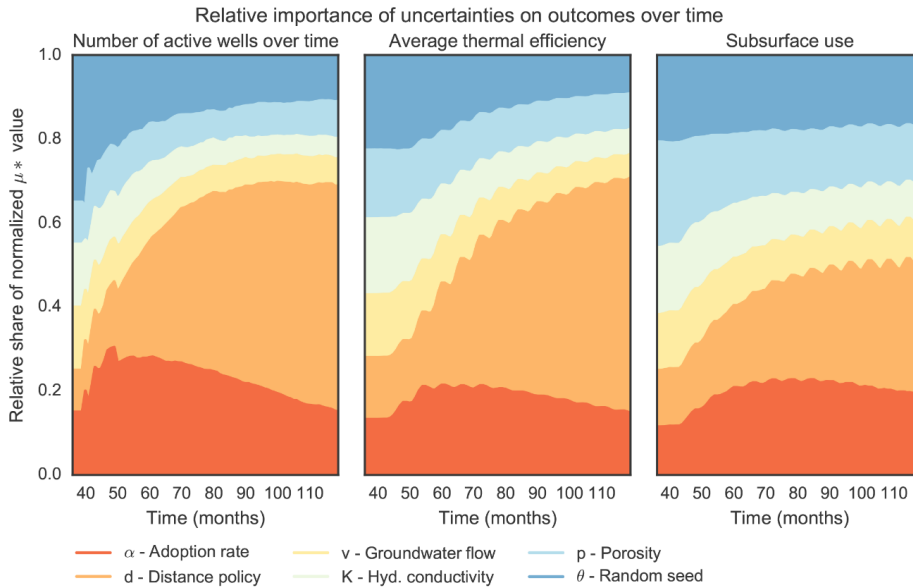 Relative importance of uncertainties on outcomes over time
Number of active wells over time Average thermal efficiency Subsurface use
Relative share of normalized μ∗ value
1.0
0.8
0.6
0.4
0.2
0.0
40 50 60 70 80 90 100 110 40 50 60 70 80 90 100 110 40 50 60 70 80 90 100 110
Time (months) Time (months) Time (months)
α - Adoption rate v - Groundwater flow p - Porosity
d - Distance policy K - Hyd. conductivity θ - Random seed